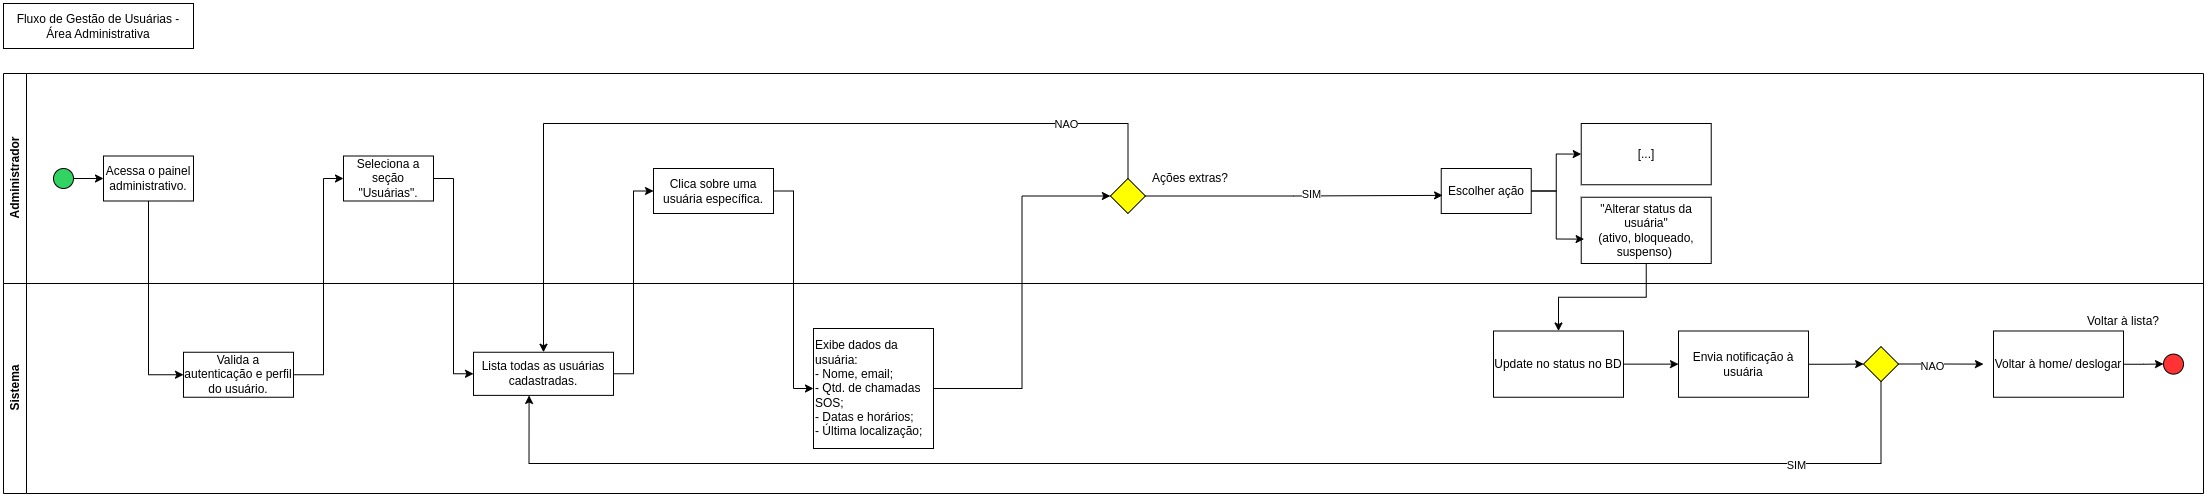 Fluxo de Gestão de Usuárias -
Área Administrativa
Administrador
Acessa o painel
administrativo.
Seleciona a
seção
"Usuárias".
Clica sobre uma
usuária específica.
NAO
Ações extras?
SIM
Escolher ação
[...]
"Alterar status da
usuária"
(ativo, bloqueado,
suspenso)
Sistema
Valida a
autenticação e perfil
do usuário.
Lista todas as usuárias
cadastradas.
Exibe dados da
usuária:
- Nome, email;
- Qtd. de chamadas
SOS;
- Datas e horários;
- Última localização;
Update no status no BD
Envia notificação à
usuária
NAO
Voltar à lista?
Voltar à home/ deslogar
SIM